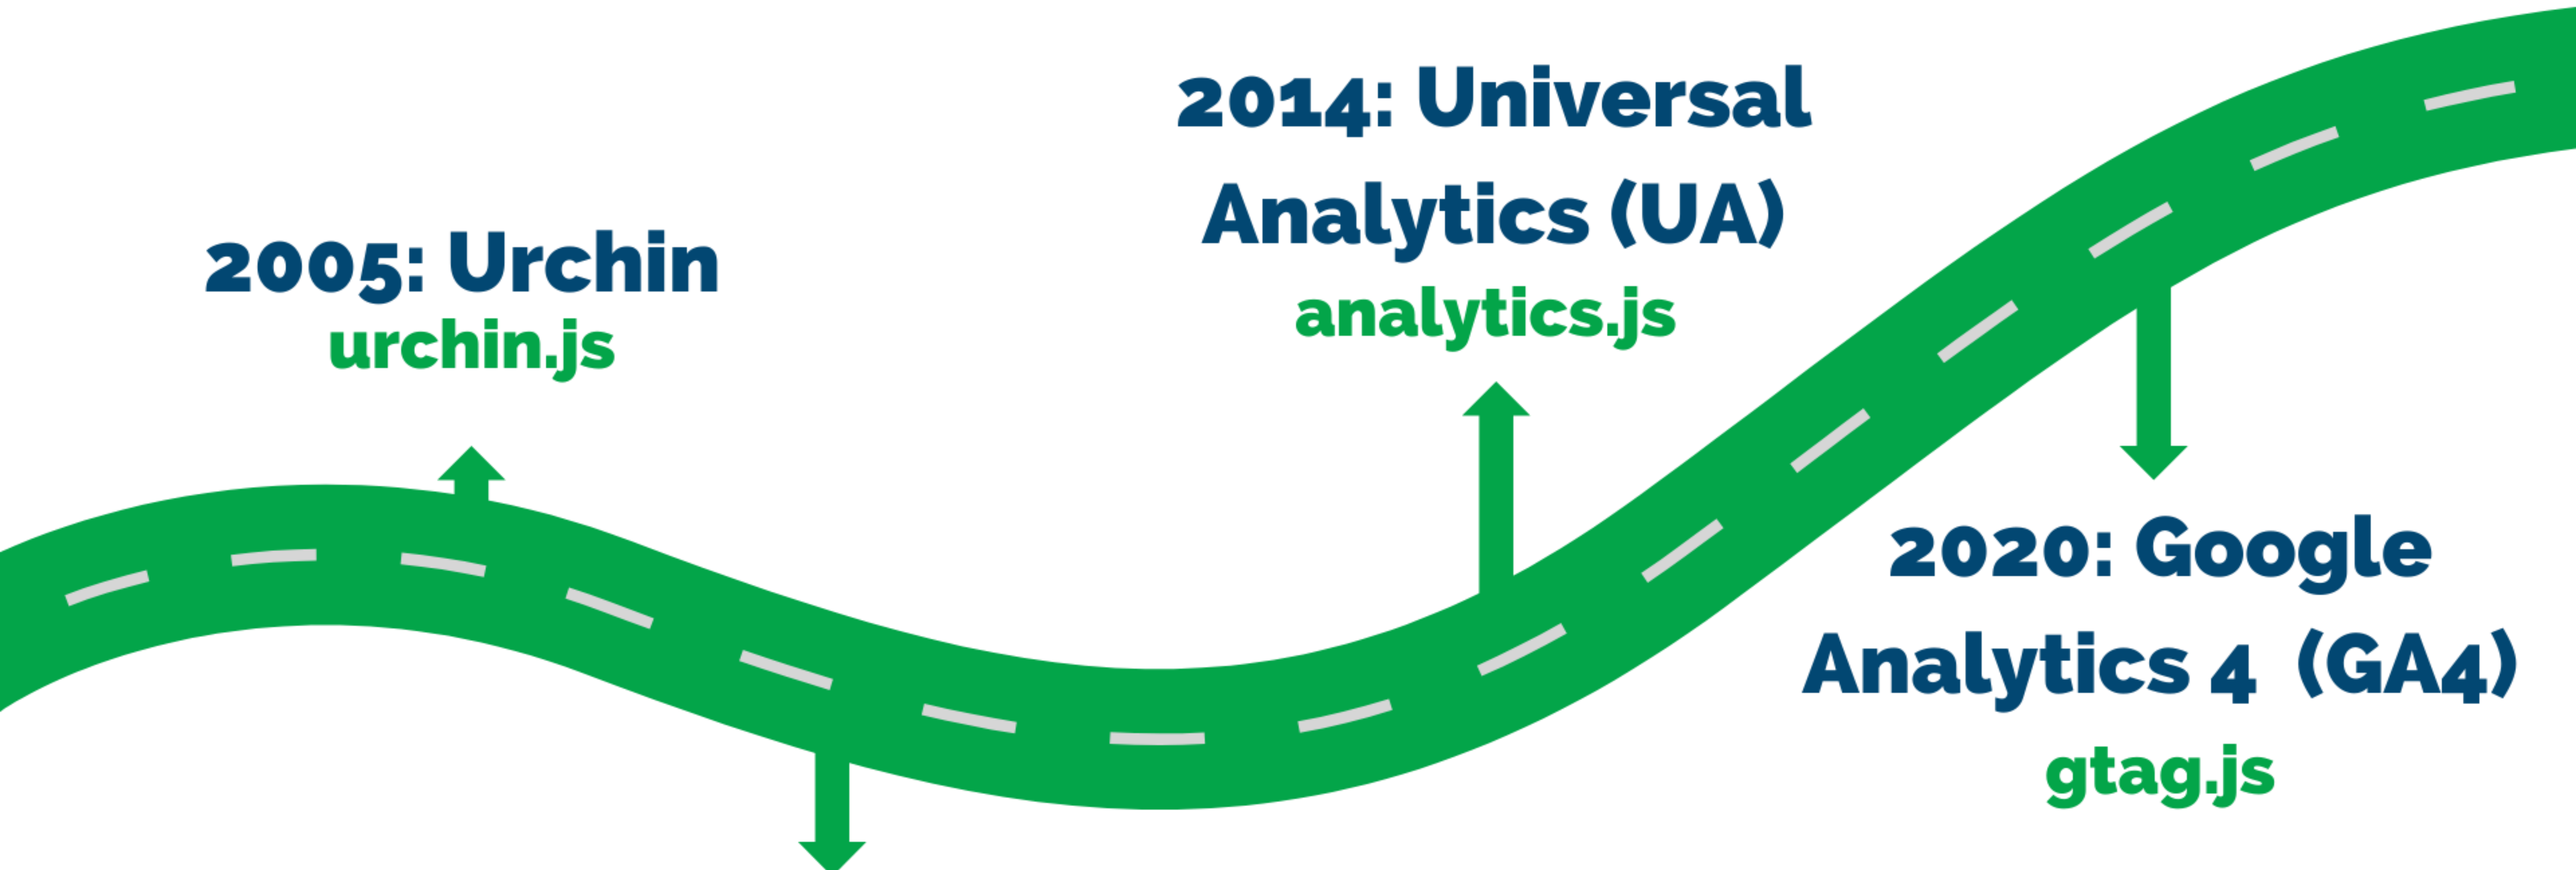 2005: Urchin
urchin.js
2014: Universal
Analytics (UA)
analytics.js
2020: Google
Analytics 4 (GA4)
gtag.js